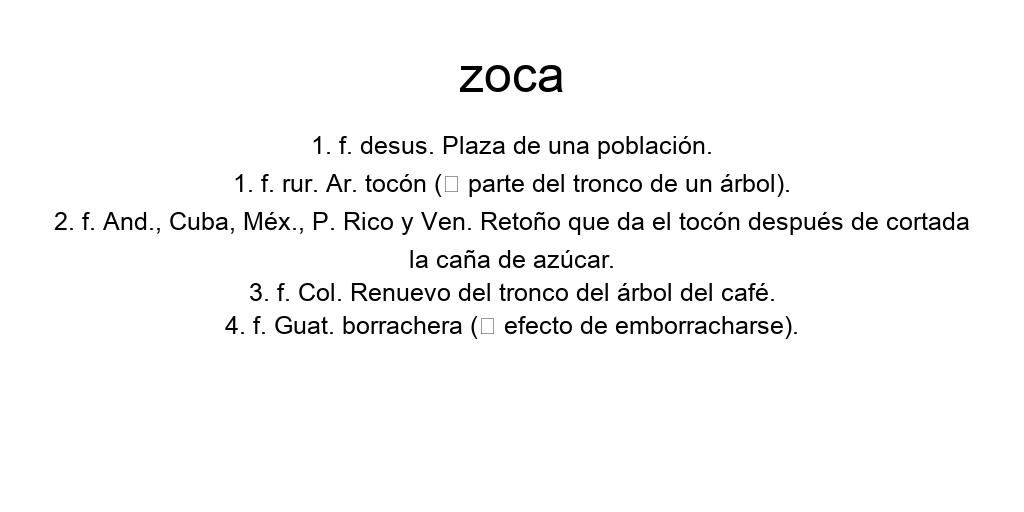 zoca
1. f. desus. Plaza de una población.
1. f. rur. Ar. tocón (▯ parte del tronco de un árbol).
2. f. And., Cuba, Méx., P. Rico y Ven. Retoño que da el tocón después de cortada
la caña de azúcar.
3. f. Col. Renuevo del tronco del árbol del café.
4. f. Guat. borrachera (▯ efecto de emborracharse).